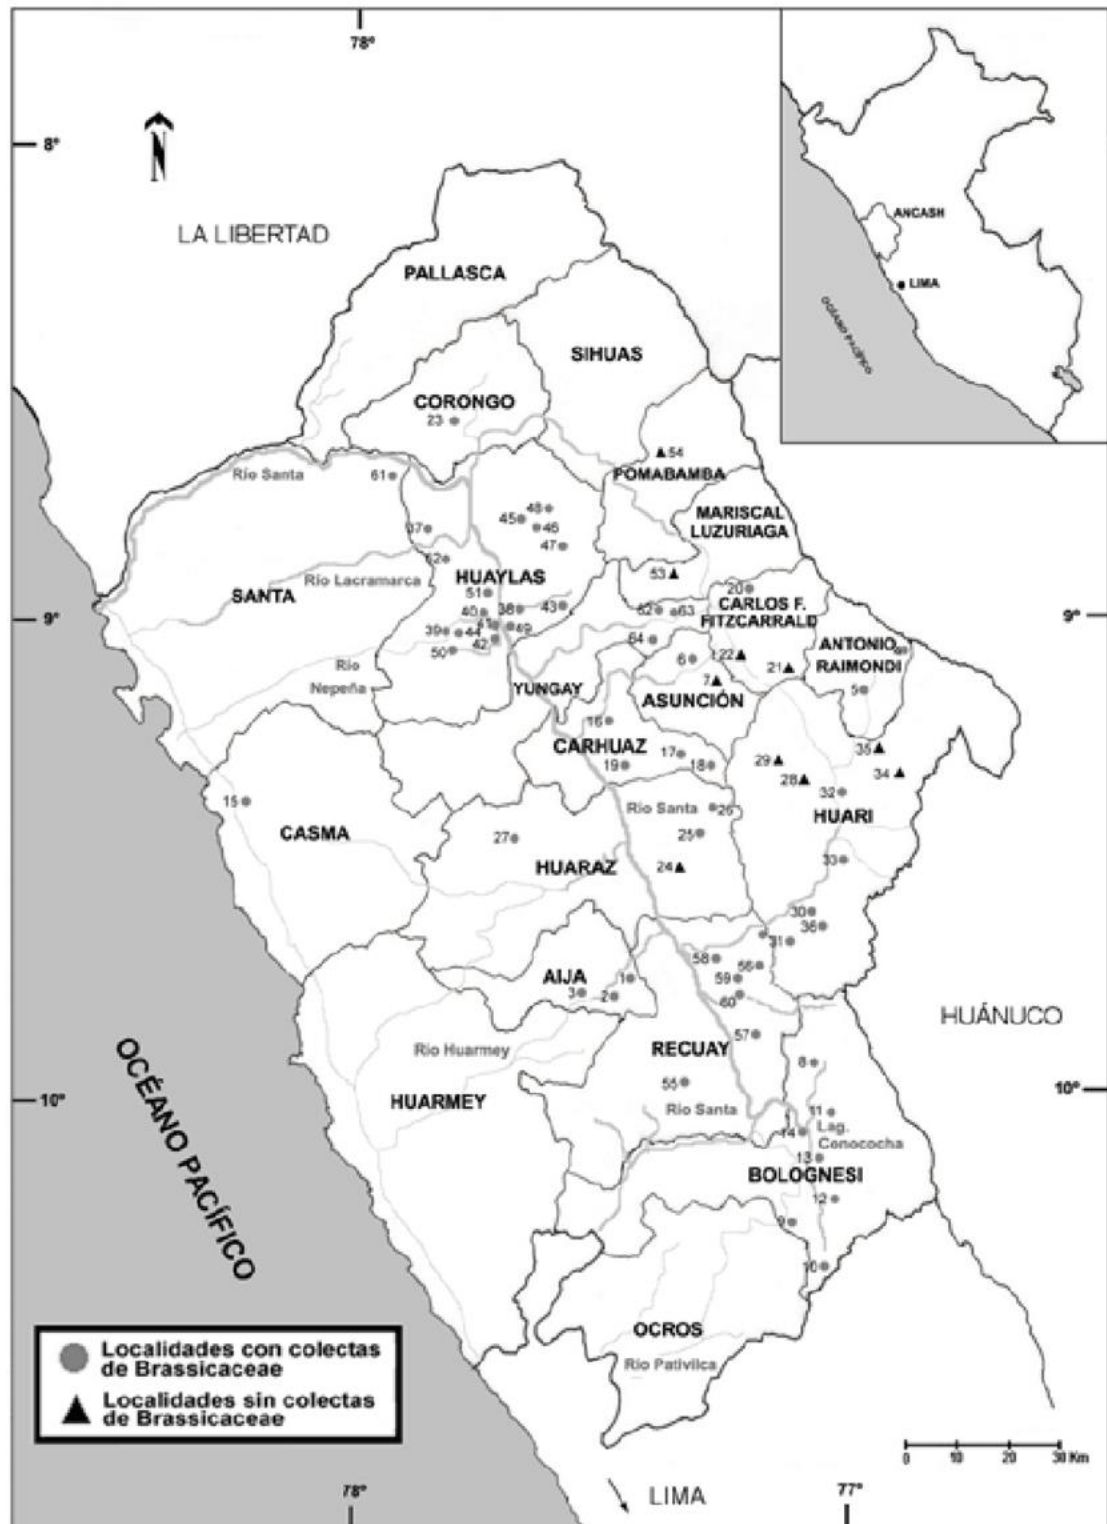 78°
8°
N
LA LIBERTAD
ANCASH
LIMA
OCÉANO PACÍFICO
PALLASCA
SIHUAS
CORONGO
23
54
POMABAMBA
Río Santa
61
MARISCAL
LUZURIAGA
48
45
46
37
47
52
53
HUAYLAS
Río Lacramarca
SANTA
51
20
CARLOS F.
FITZCARRALD
9°
9°
40
38
43
62
63
41
49
39
44
42
64
50
ANTONIO
RAIMONDI
6
22
21
Río
Nepeña
YUNGAY
7
ASUNCIÓN
5
16
CARHUAZ
17
18
19
35
29
34
28
32
15
Río Santa
26
HUARI
CASMA
27
25
HUARAZ
24
33
30
36
31
58
56
59
AIJA
1
3
2
60
HUÁNUCO
57
Río Huarmey
RECUAY
8
55
10°
10°
HUARMEY
Río Santa
11
Lag.
Conococha
14
13
BOLOGNESI
12
9
10
OCÉANO PACÍFICO
OCROS
Río Pativilca
Localidades con colectas
de Brassicaceae
Localidades sin colectas
de Brassicaceae
0 10 20 30 Km
78°
LIMA
77°